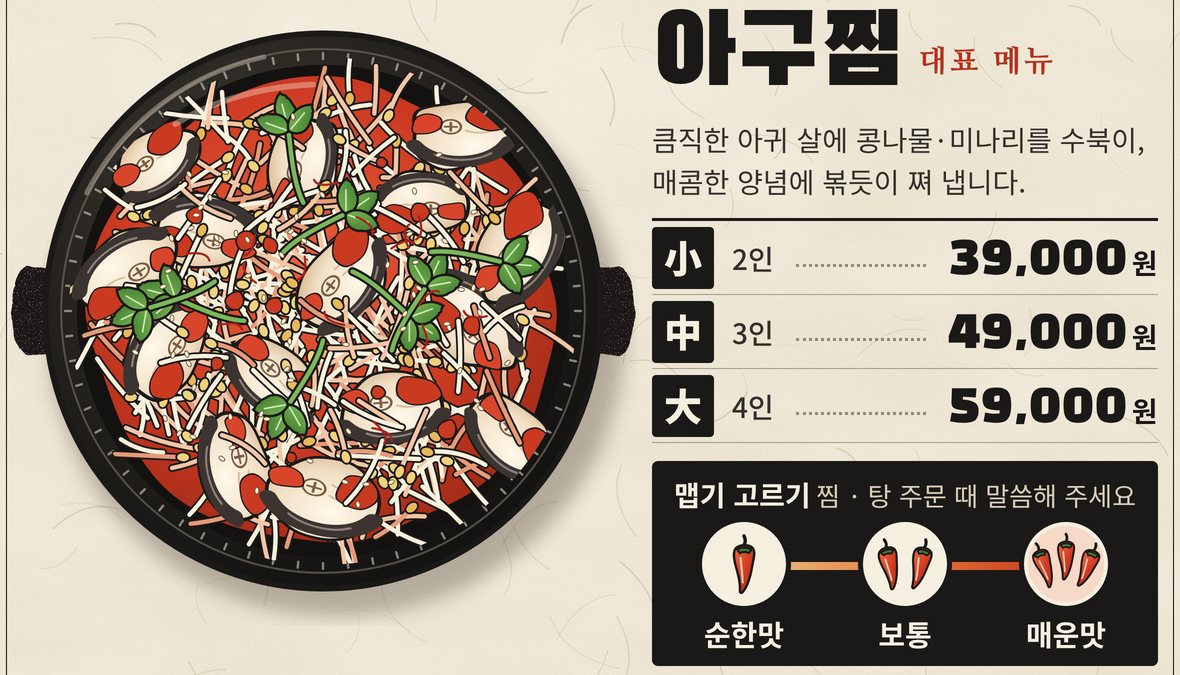 아구찜 대표 메뉴
큼직한 아귀 살에 콩나물·미나리를 수북이,
매콤한 양념에 볶듯이 쪄 냅니다.
小 2인 39,000원
中 3인 49,000원
大 4인 59,000원
맵기 고르기 찜 · 탕 주문 때 말씀해 주세요
순한맛 보통 매운맛